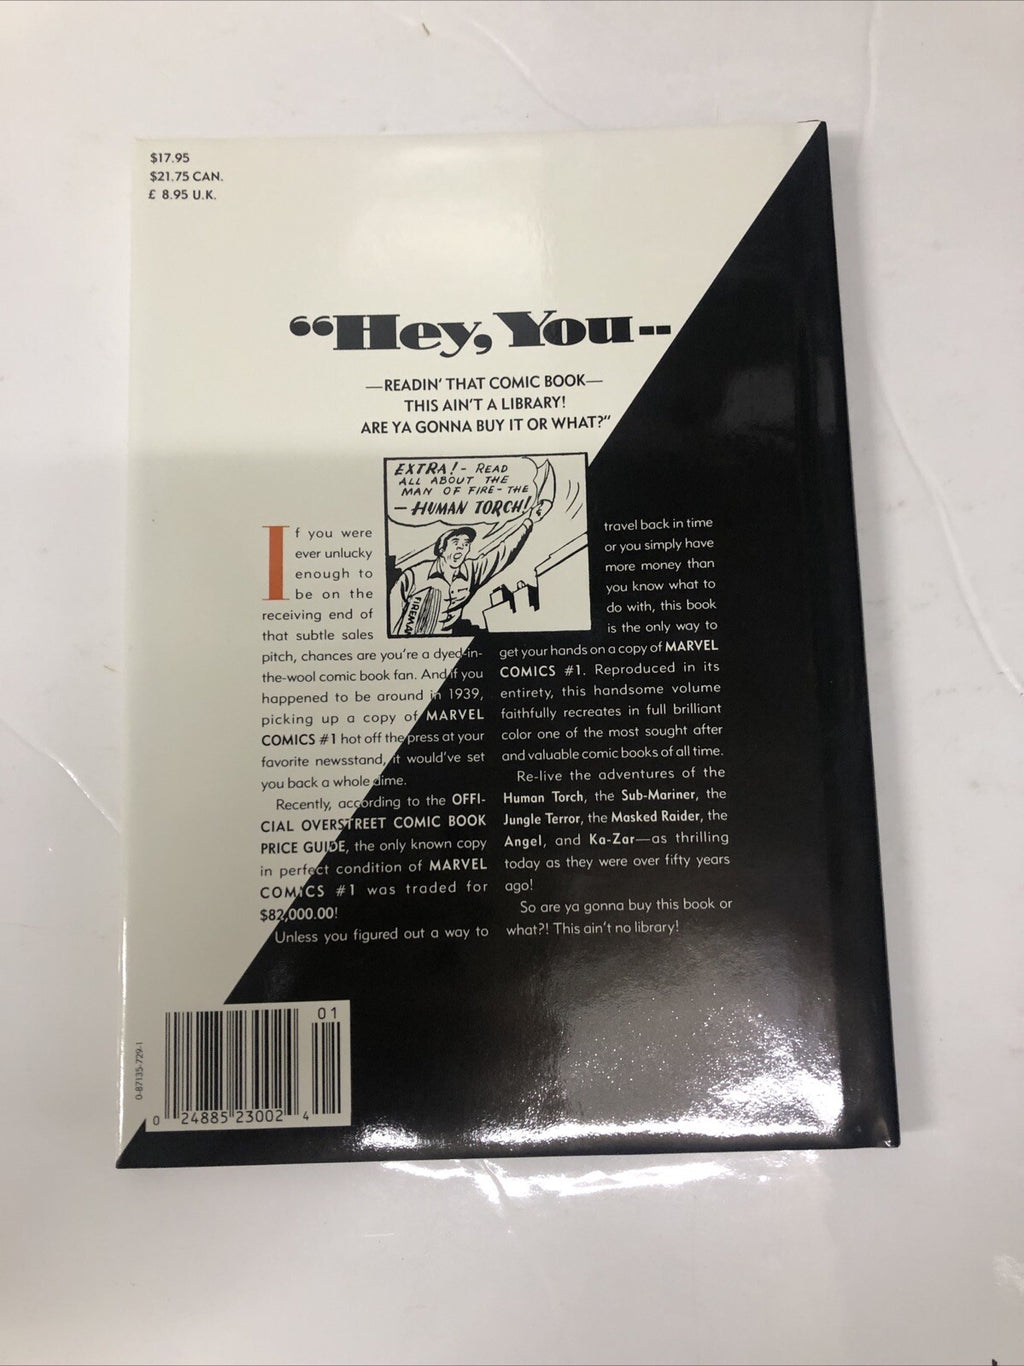 $17.95
$21.75 CAN.
£ 8.95 U.K.
“Hey, You--
—READIN’ THAT COMIC BOOK—
THIS AIN’T A LIBRARY!
ARE YA GONNA BUY IT OR WHAT?”
EXTRA!- READ
ALL ABOUT THE
MAN OF FIRE- THE
— HUMAN TORCH!
FIREMAN
If you were
ever unlucky
enough to
be on the
receiving end of
that subtle sales
pitch, chances are you’re a dyed-in-
the-wool comic book fan. And if you
happened to be around in 1939,
picking up a copy of MARVEL
COMICS #1 hot off the press at your
favorite newsstand, it would’ve set
you back a whole dime.
Recently, according to the OFFI-
CIAL OVERSTREET COMIC BOOK
PRICE GUIDE, the only known copy
in perfect condition of MARVEL
COMICS #1 was traded for
$82,000.00!
Unless you figured out a way to
travel back in time
or you simply have
more money than
you know what to
do with, this book
is the only way to
get your hands on a copy of MARVEL
COMICS #1. Reproduced in its
entirety, this handsome volume
faithfully recreates in full brilliant
color one of the most sought after
and valuable comic books of all time.
Re-live the adventures of the
Human Torch, the Sub-Mariner, the
Jungle Terror, the Masked Raider, the
Angel, and Ka-Zar—as thrilling
today as they were over fifty years
ago!
So are ya gonna buy this book or
what?! This ain’t no library!
0-87135-729-1
01
0 24885 23002 4